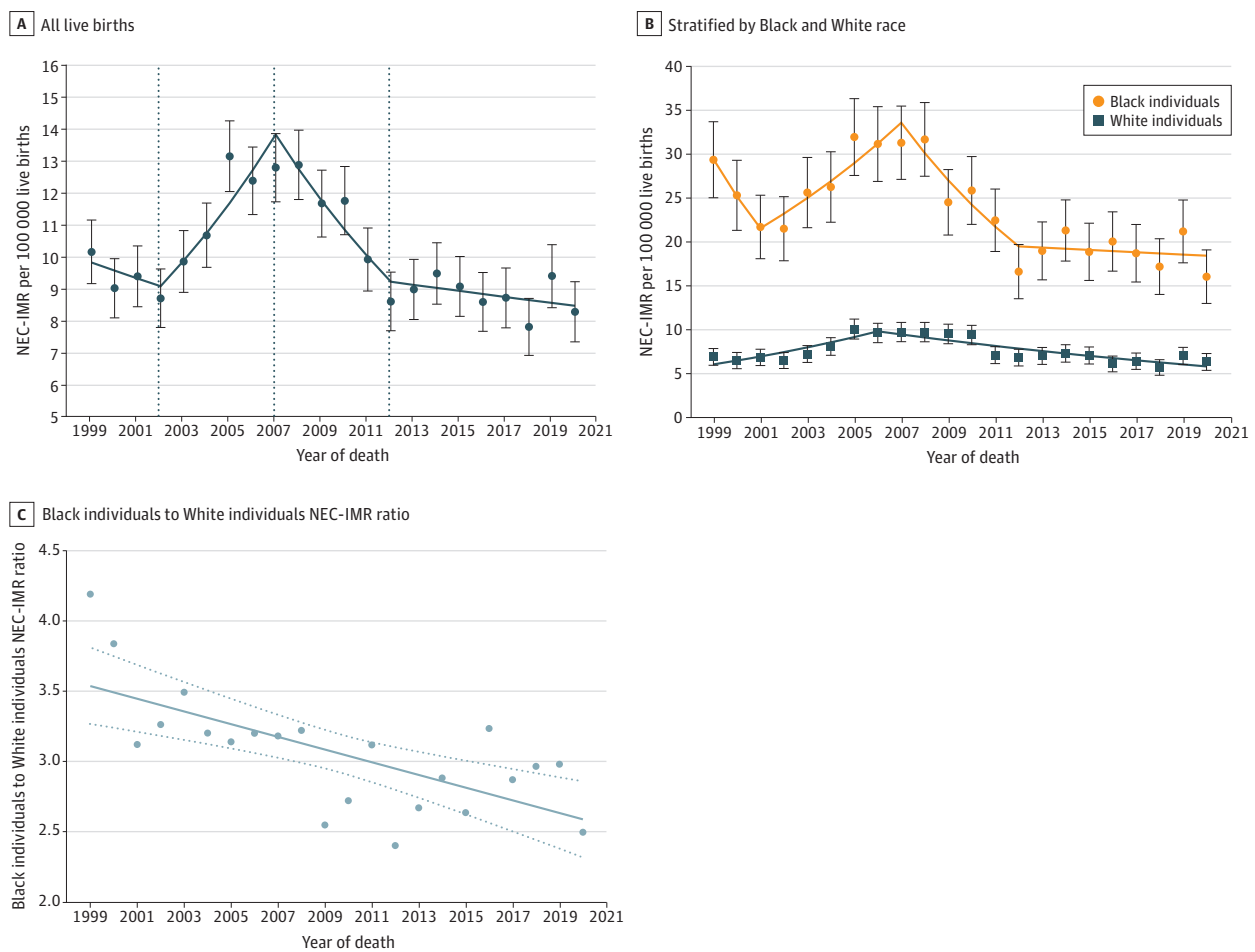 A All live births
NEC-IMR per 100 000 live births
16
15
14
13
12
11
10
9
8
7
6
5
1999 2001 2003 2005 2007 2009 2011 2013 2015 2017 2019 2021
Year of death
B Stratified by Black and White race
NEC-IMR per 100 000 live births
40
35
30
25
20
15
10
5
0
Black individuals
White individuals
1999 2001 2003 2005 2007 2009 2011 2013 2015 2017 2019 2021
Year of death
C Black individuals to White individuals NEC-IMR ratio
Black individuals to White individuals NEC-IMR ratio
4.5
4.0
3.5
3.0
2.5
2.0
1999 2001 2003 2005 2007 2009 2011 2013 2015 2017 2019 2021
Year of death